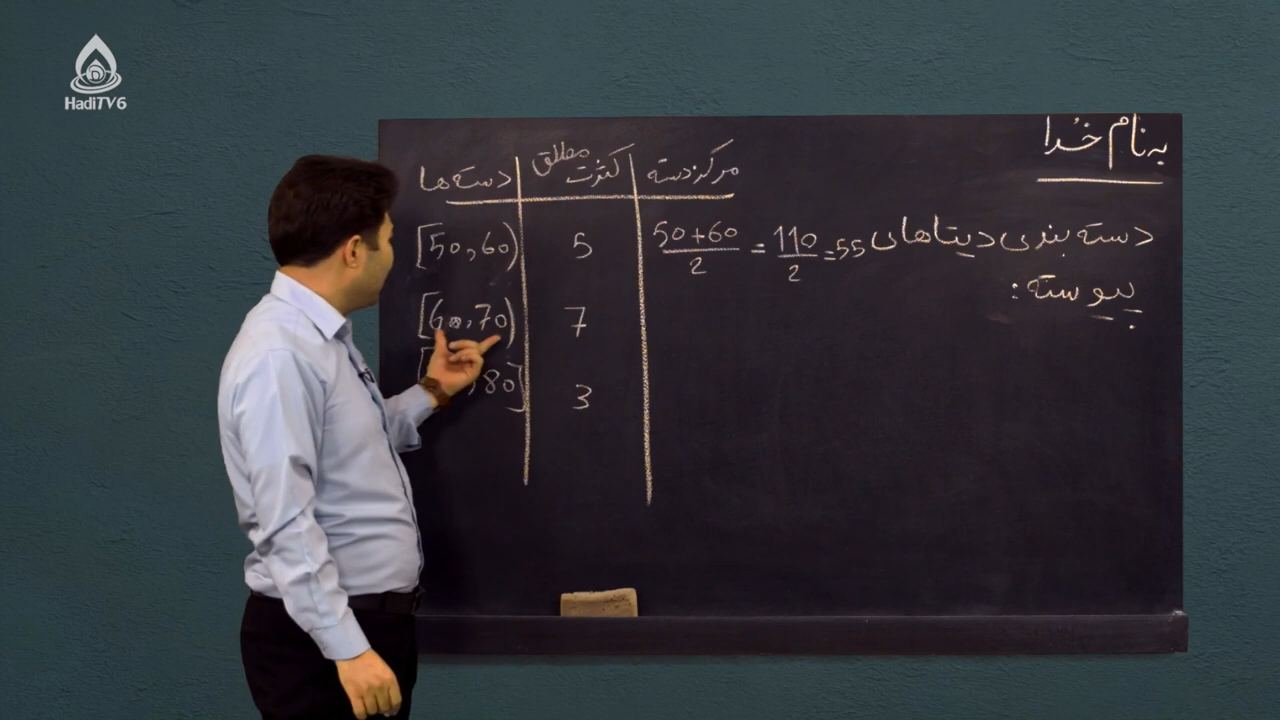 HadiTV6
به نام خُدا
دسته بندی دیتاهای
پیوسته :
دسته ها | کثرت مطلق | مرکز دسته
[50,60) | 5 | 50+60/2 = 110/2 = 55
[60,70) | 7
[ ,80] | 3